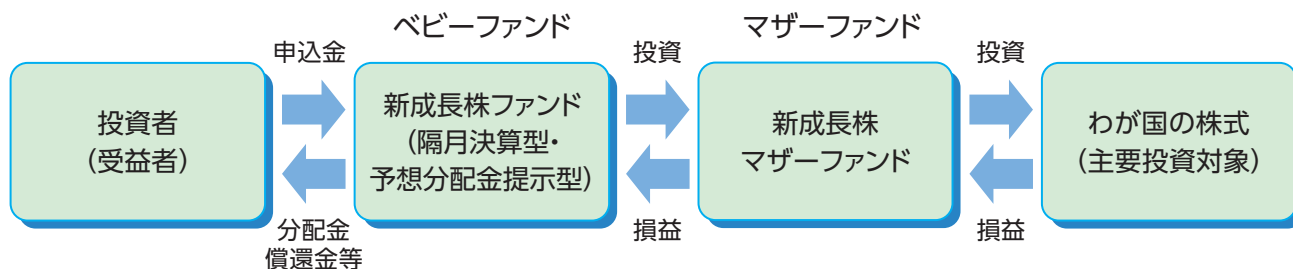 ベビーファンド
マザーファンド
申込金
投資
投資
投資者
(受益者)
新成長株ファンド
(隔月決算型・
予想分配金提示型)
新成長株
マザーファンド
わが国の株式
(主要投資対象)
分配金
償還金等
損益
損益